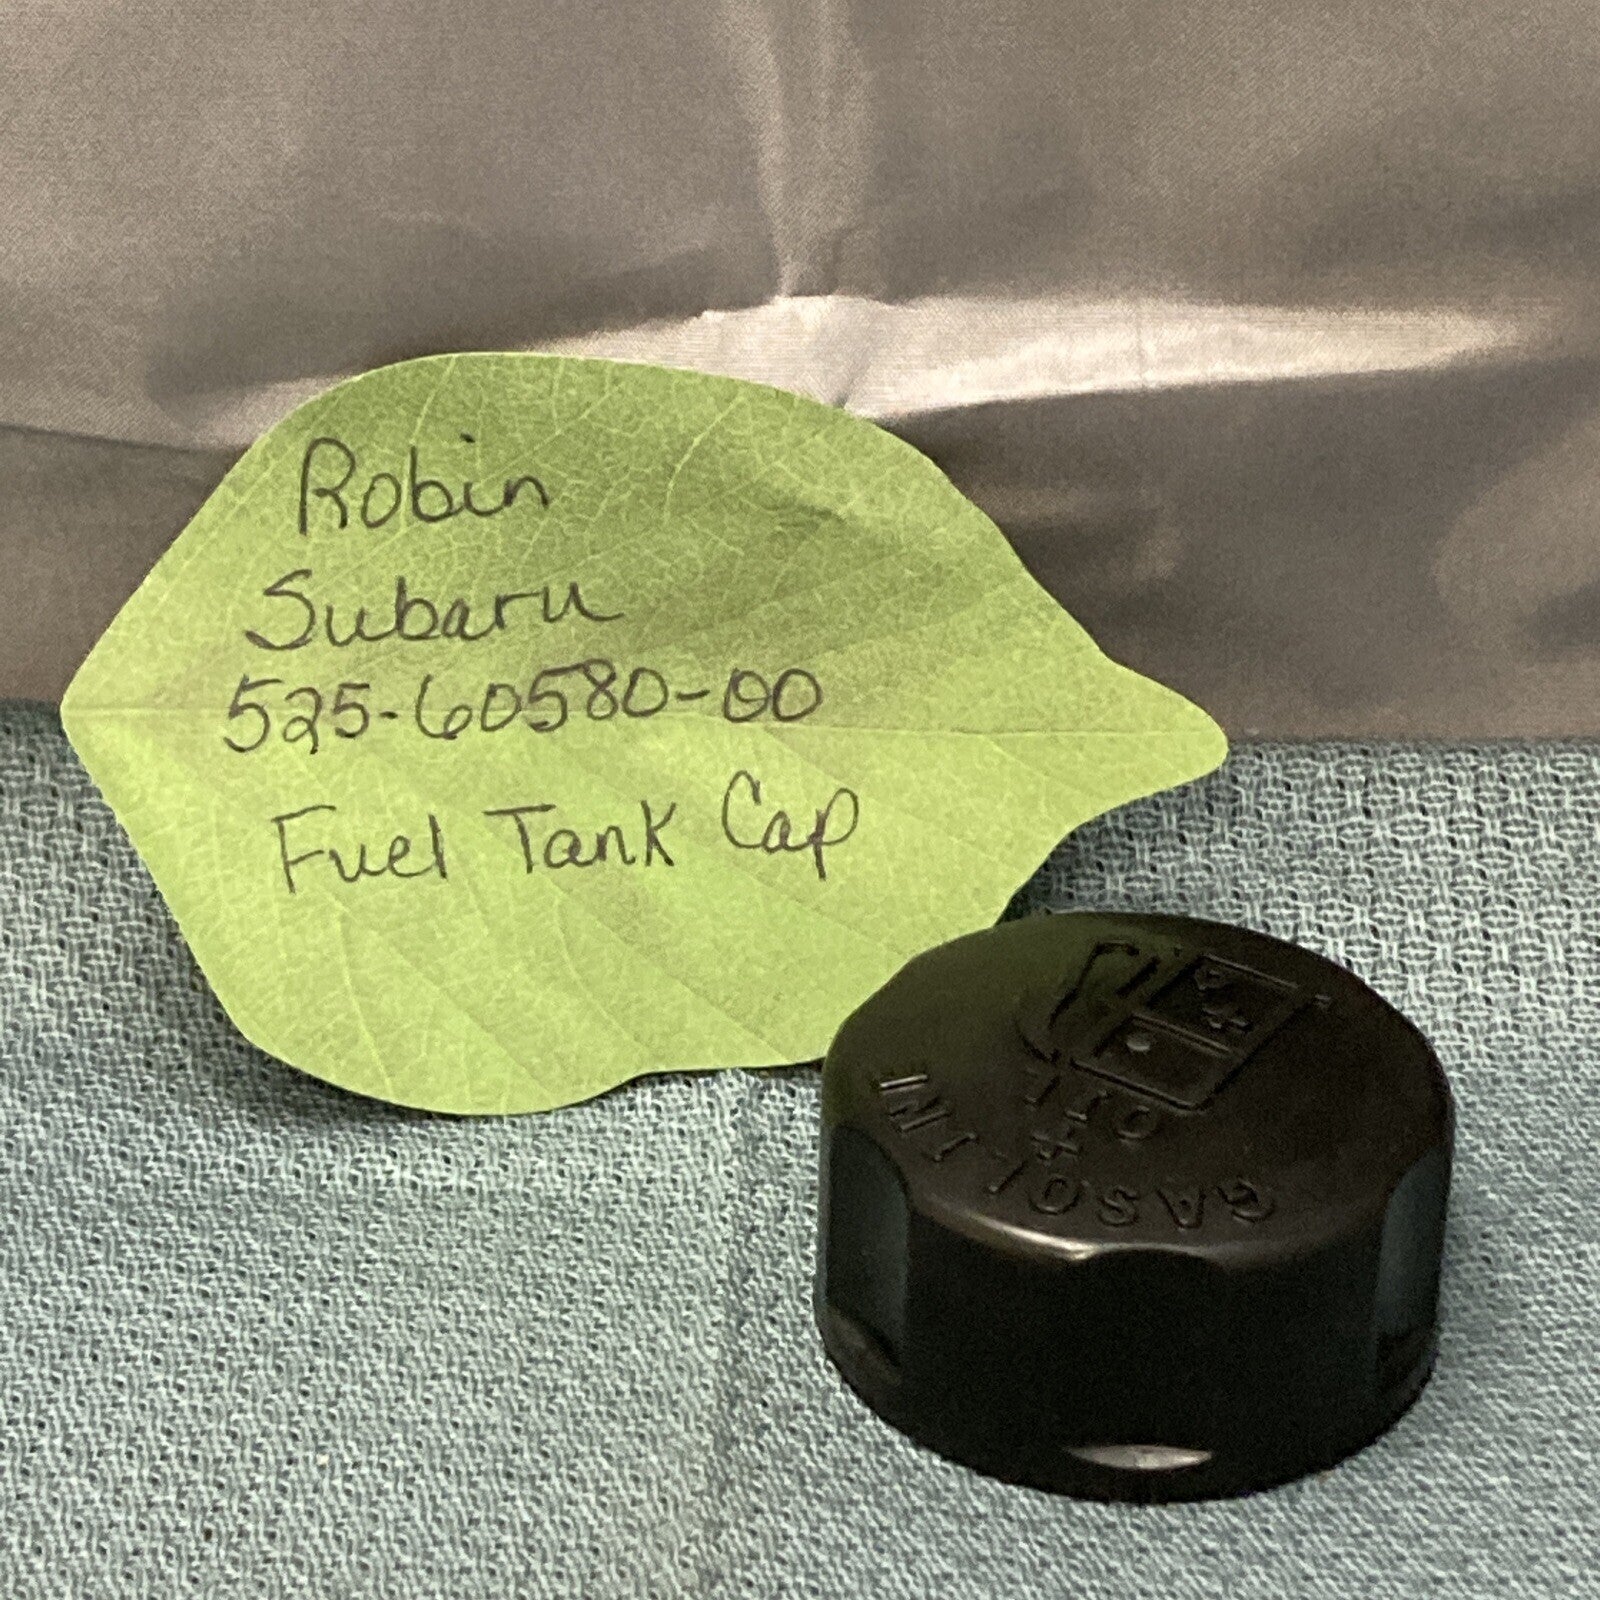 Robin
Subaru
525-60580-00
Fuel Tank Cap
OIL
+
GASOLINE